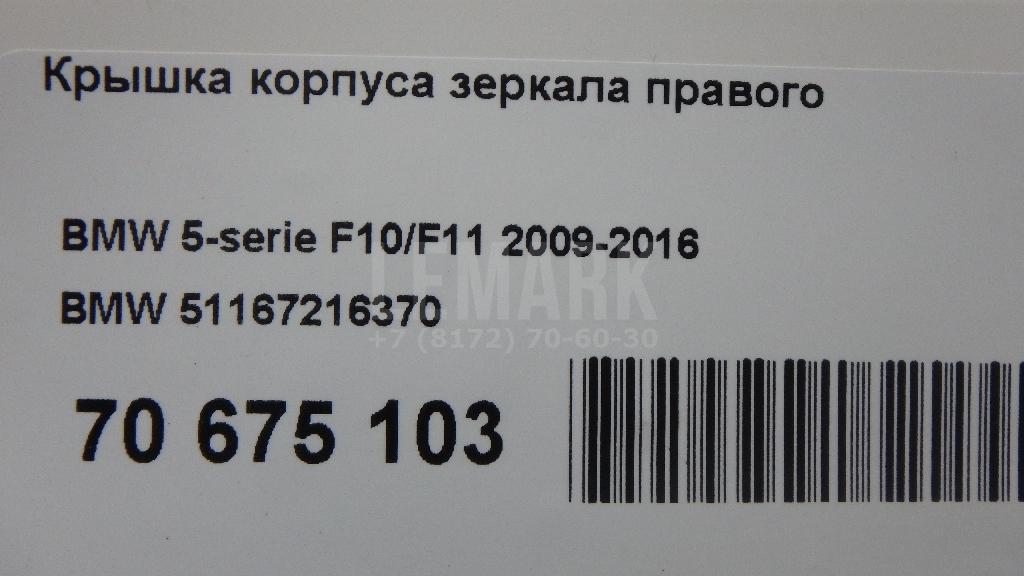 Крышка корпуса зеркала правого
BMW 5-serie F10/F11 2009-2016
LEMARK
BMW 51167216370
+7 (8172) 70-60-30
70 675 103